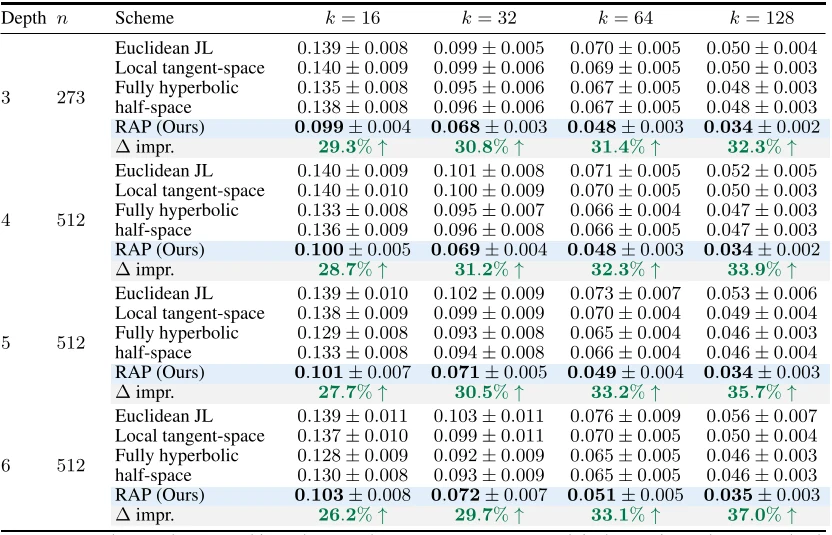 Depth n Scheme k = 16 k = 32 k = 64 k = 128
Euclidean JL 0.139 ± 0.008 0.099 ± 0.005 0.070 ± 0.005 0.050 ± 0.004
Local tangent-space 0.140 ± 0.009 0.099 ± 0.006 0.069 ± 0.005 0.050 ± 0.003
Fully hyperbolic 0.135 ± 0.008 0.095 ± 0.006 0.067 ± 0.005 0.048 ± 0.003
3 273
half-space 0.138 ± 0.008 0.096 ± 0.006 0.067 ± 0.005 0.048 ± 0.003
RAP (Ours) 0.099 ± 0.004 0.068 ± 0.003 0.048 ± 0.003 0.034 ± 0.002
Δ impr. 29.3% ↑ 30.8% ↑ 31.4% ↑ 32.3% ↑
Euclidean JL 0.140 ± 0.009 0.101 ± 0.008 0.071 ± 0.005 0.052 ± 0.005
Local tangent-space 0.140 ± 0.010 0.100 ± 0.009 0.070 ± 0.005 0.050 ± 0.003
Fully hyperbolic 0.133 ± 0.008 0.095 ± 0.007 0.066 ± 0.004 0.047 ± 0.003
4 512
half-space 0.136 ± 0.009 0.096 ± 0.008 0.066 ± 0.005 0.047 ± 0.003
RAP (Ours) 0.100 ± 0.005 0.069 ± 0.004 0.048 ± 0.003 0.034 ± 0.002
Δ impr. 28.7% ↑ 31.2% ↑ 32.3% ↑ 33.9% ↑
Euclidean JL 0.139 ± 0.010 0.102 ± 0.009 0.073 ± 0.007 0.053 ± 0.006
Local tangent-space 0.138 ± 0.009 0.099 ± 0.009 0.070 ± 0.004 0.049 ± 0.004
Fully hyperbolic 0.129 ± 0.008 0.093 ± 0.008 0.065 ± 0.004 0.046 ± 0.003
5 512
half-space 0.133 ± 0.008 0.094 ± 0.008 0.066 ± 0.004 0.046 ± 0.004
RAP (Ours) 0.101 ± 0.007 0.071 ± 0.005 0.049 ± 0.004 0.034 ± 0.003
Δ impr. 27.7% ↑ 30.5% ↑ 33.2% ↑ 35.7% ↑
Euclidean JL 0.139 ± 0.011 0.103 ± 0.011 0.076 ± 0.009 0.056 ± 0.007
Local tangent-space 0.137 ± 0.010 0.099 ± 0.011 0.070 ± 0.005 0.050 ± 0.004
Fully hyperbolic 0.128 ± 0.009 0.092 ± 0.009 0.065 ± 0.005 0.046 ± 0.003
6 512
half-space 0.130 ± 0.008 0.093 ± 0.009 0.065 ± 0.005 0.046 ± 0.003
RAP (Ours) 0.103 ± 0.008 0.072 ± 0.007 0.051 ± 0.005 0.035 ± 0.003
Δ impr. 26.2% ↑ 29.7% ↑ 33.1% ↑ 37.0% ↑